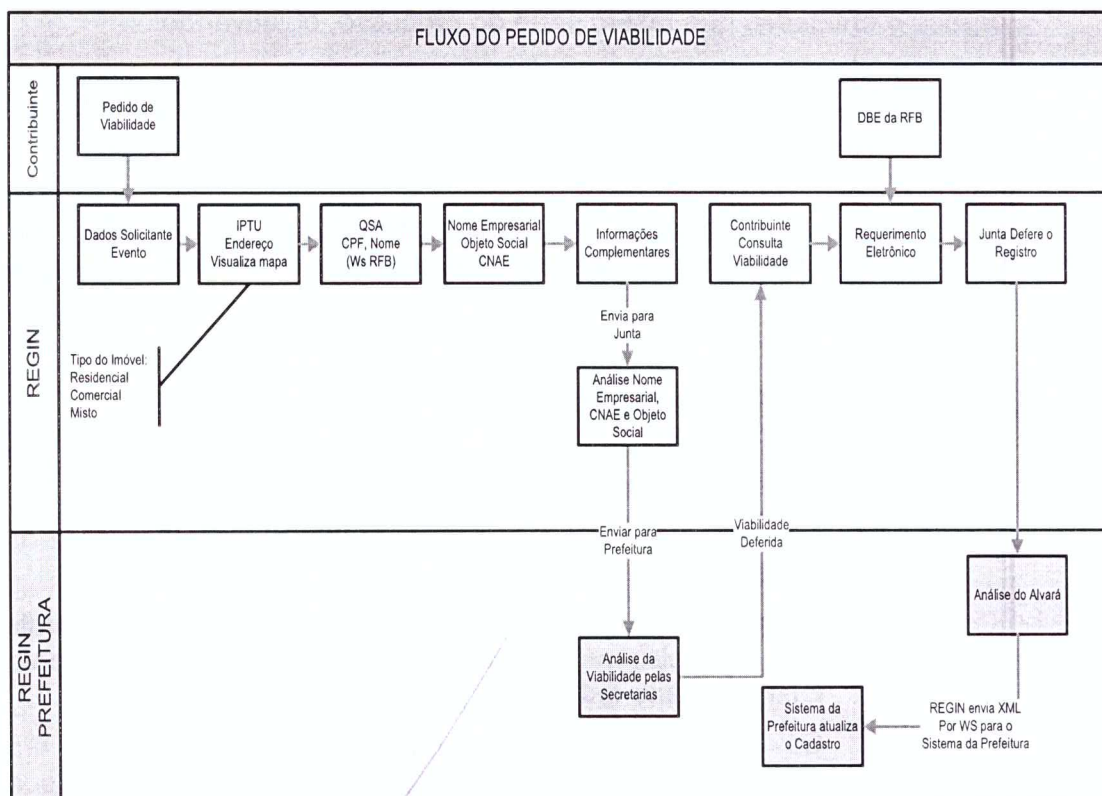 FLUXO DO PEDIDO DE VIABILIDADE
Contribuinte
Pedido de
Viabilidade
DBE da RFB
REGIN
Dados Solicitante
Evento
IPTU
Endereço
Visualiza mapa
QSA
CPF, Nome
(Ws RFB)
Nome Empresarial
Objeto Social
CNAE
Informações
Complementares
Contribuinte
Consulta
Viabilidade
Requerimento
Eletrônico
Junta Defere o
Registro
Tipo do Imóvel:
Residencial
Comercial
Misto
Envia para
Junta
Análise Nome
Empresarial,
CNAE e Objeto
Social
Enviar para
Prefeitura
Viabilidade
Deferida
REGIN
PREFEITURA
Análise da
Viabilidade pelas
Secretarias
Análise do Alvará
Sistema da
Prefeitura atualiza
o Cadastro
REGIN envia XML
Por WS para o
Sistema da Prefeitura